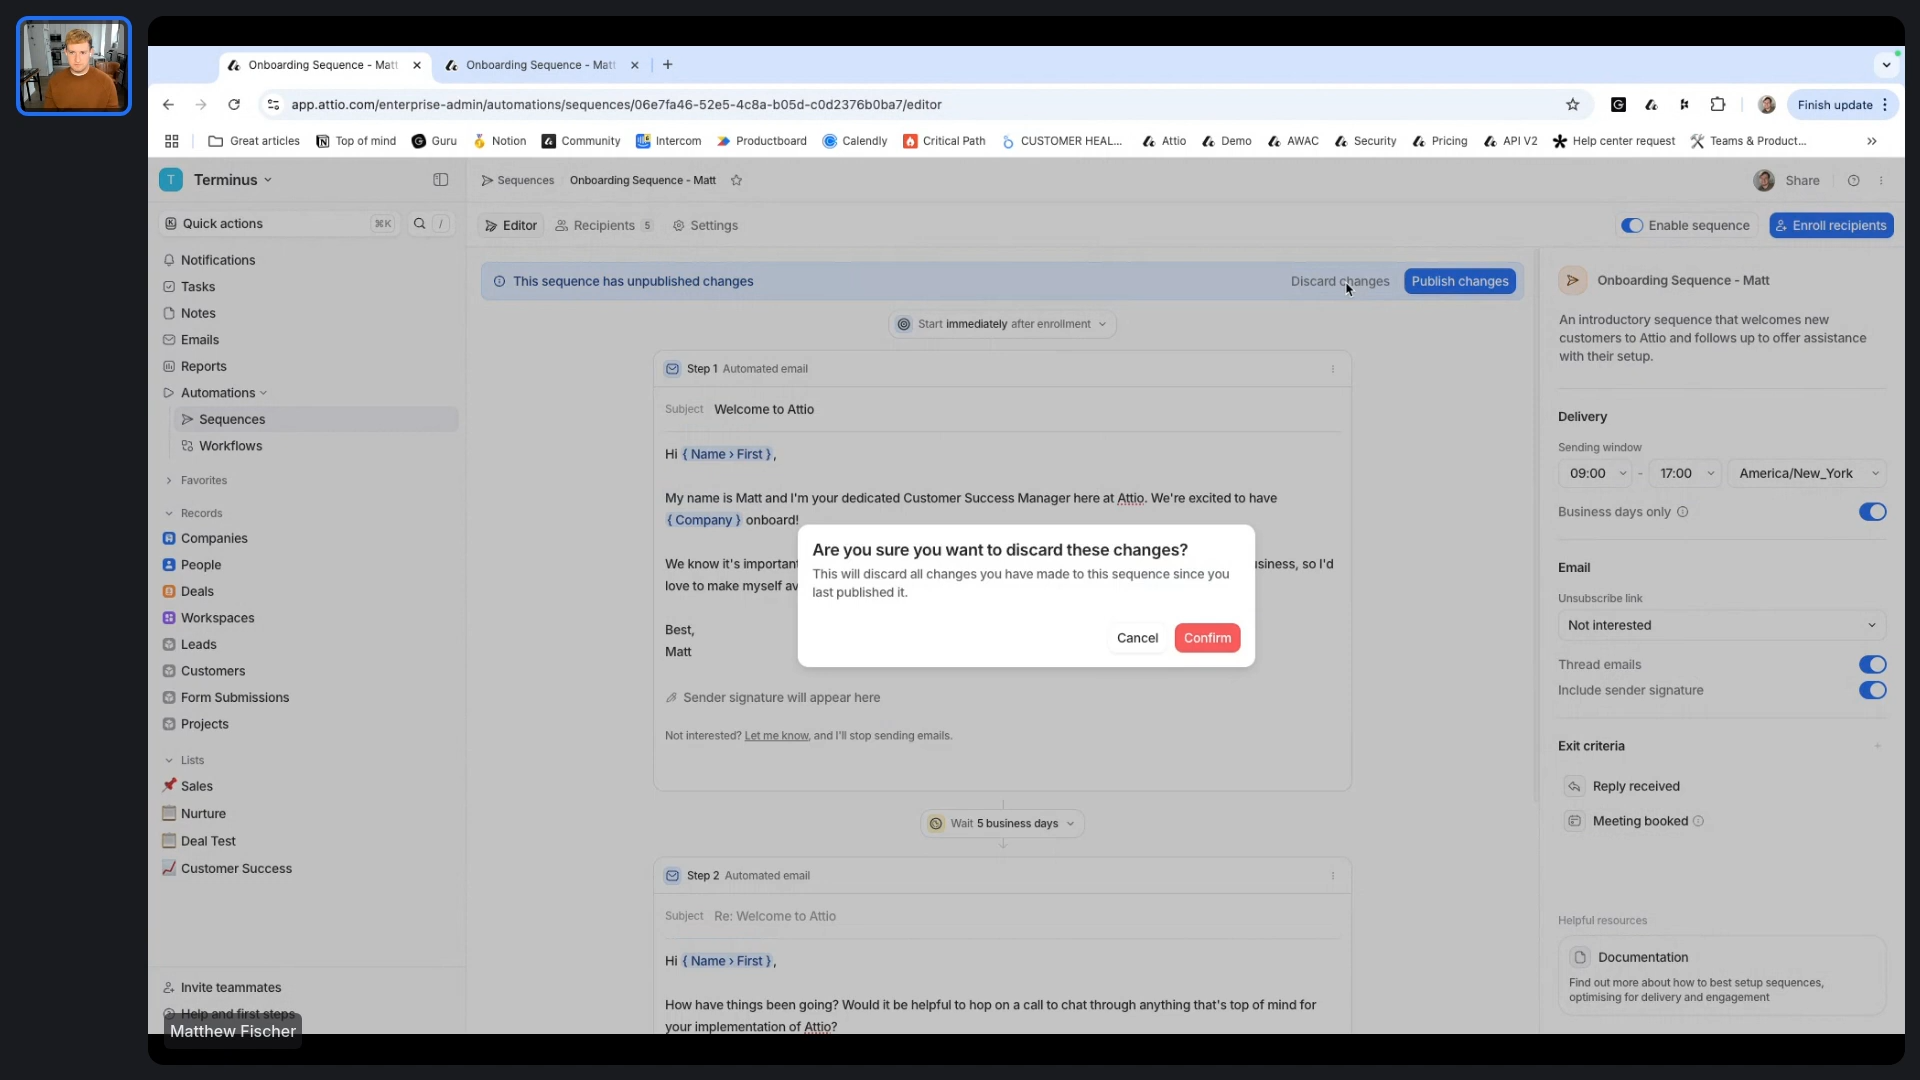 Onboarding Sequence - Matt
Onboarding Sequence - Matt
app.attio.com/enterprise-admin/automations/sequences/06e7fa46-52e5-4c8a-b05d-c0d2376b0ba7/editor
Finish update
Great articles
Top of mind
Guru
Notion
Community
Intercom
Productboard
Calendly
Critical Path
CUSTOMER HEAL...
Attio
Demo
AWAC
Security
Pricing
API V2
Help center request
Teams & Product...
T Terminus
Sequences
Onboarding Sequence - Matt
Share
Quick actions
⌘K
/
Editor
Recipients 5
Settings
Enable sequence
Enroll recipients
Notifications
Tasks
Notes
Emails
Reports
Automations
Sequences
Workflows
Favorites
Records
Companies
People
Deals
Workspaces
Leads
Customers
Form Submissions
Projects
Lists
Sales
Nurture
Deal Test
Customer Success
Invite teammates
Help and first steps
Matthew Fischer
This sequence has unpublished changes
Discard changes
Publish changes
Start immediately after enrollment
Step 1 Automated email
Subject Welcome to Attio
Hi { Name › First },
My name is Matt and I'm your dedicated Customer Success Manager here at Attio. We're excited to have
{ Company } onboard!
We know it's important
usiness, so I'd
love to make myself av
Best,
Matt
Sender signature will appear here
Not interested? Let me know, and I'll stop sending emails.
Are you sure you want to discard these changes?
This will discard all changes you have made to this sequence since you
last published it.
Cancel
Confirm
Wait 5 business days
Step 2 Automated email
Subject Re: Welcome to Attio
Hi { Name › First },
How have things been going? Would it be helpful to hop on a call to chat through anything that's top of mind for
your implementation of Attio?
Onboarding Sequence - Matt
An introductory sequence that welcomes new
customers to Attio and follows up to offer assistance
with their setup.
Delivery
Sending window
09:00 - 17:00 America/New_York
Business days only
Email
Unsubscribe link
Not interested
Thread emails
Include sender signature
Exit criteria
Reply received
Meeting booked
Helpful resources
Documentation
Find out more about how to best setup sequences,
optimising for delivery and engagement